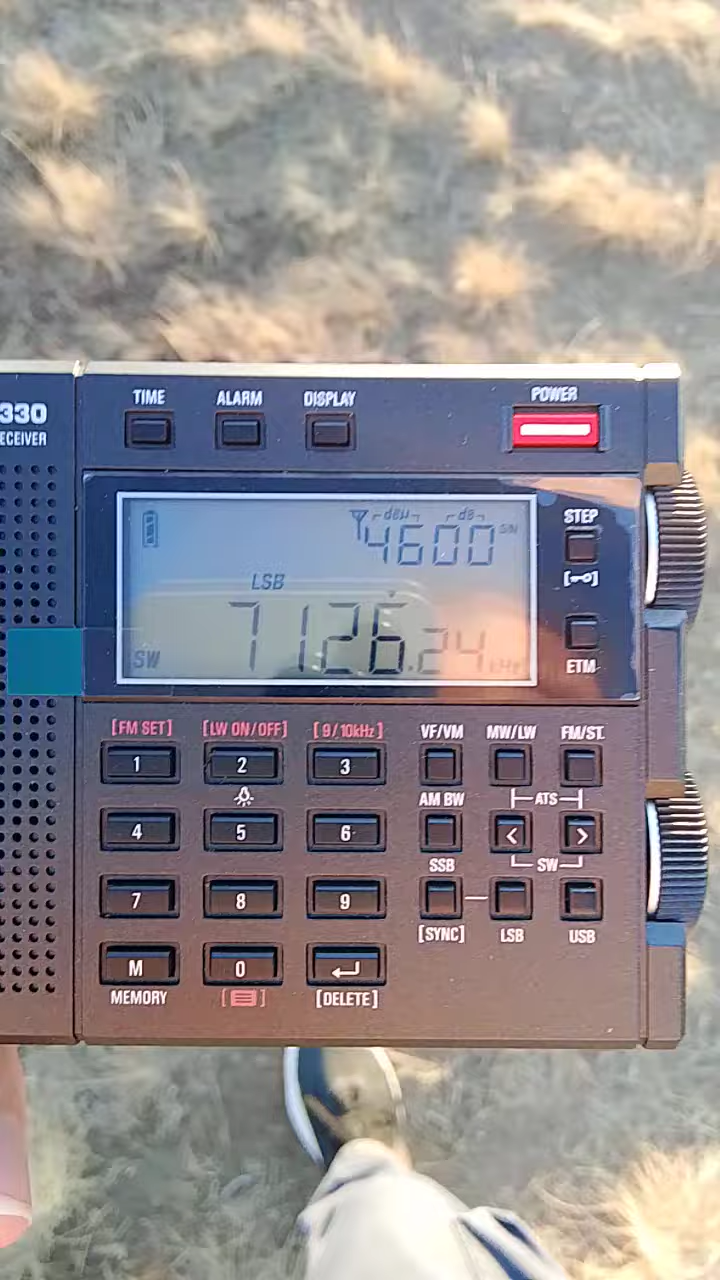 330
ECEIVER
TIME ALARM DISPLAY POWER
dBµ dB
4600 S/N
LSB
SW 7126.24 kHz
STEP
ETM
[FM SET] [LW ON/OFF] [9/10kHz] VF/VM MW/LW FM/ST.
1 2 3
AM BW ATS
4 5 6 < >
SSB SW
7 8 9
[SYNC] LSB USB
M 0
MEMORY [DELETE]